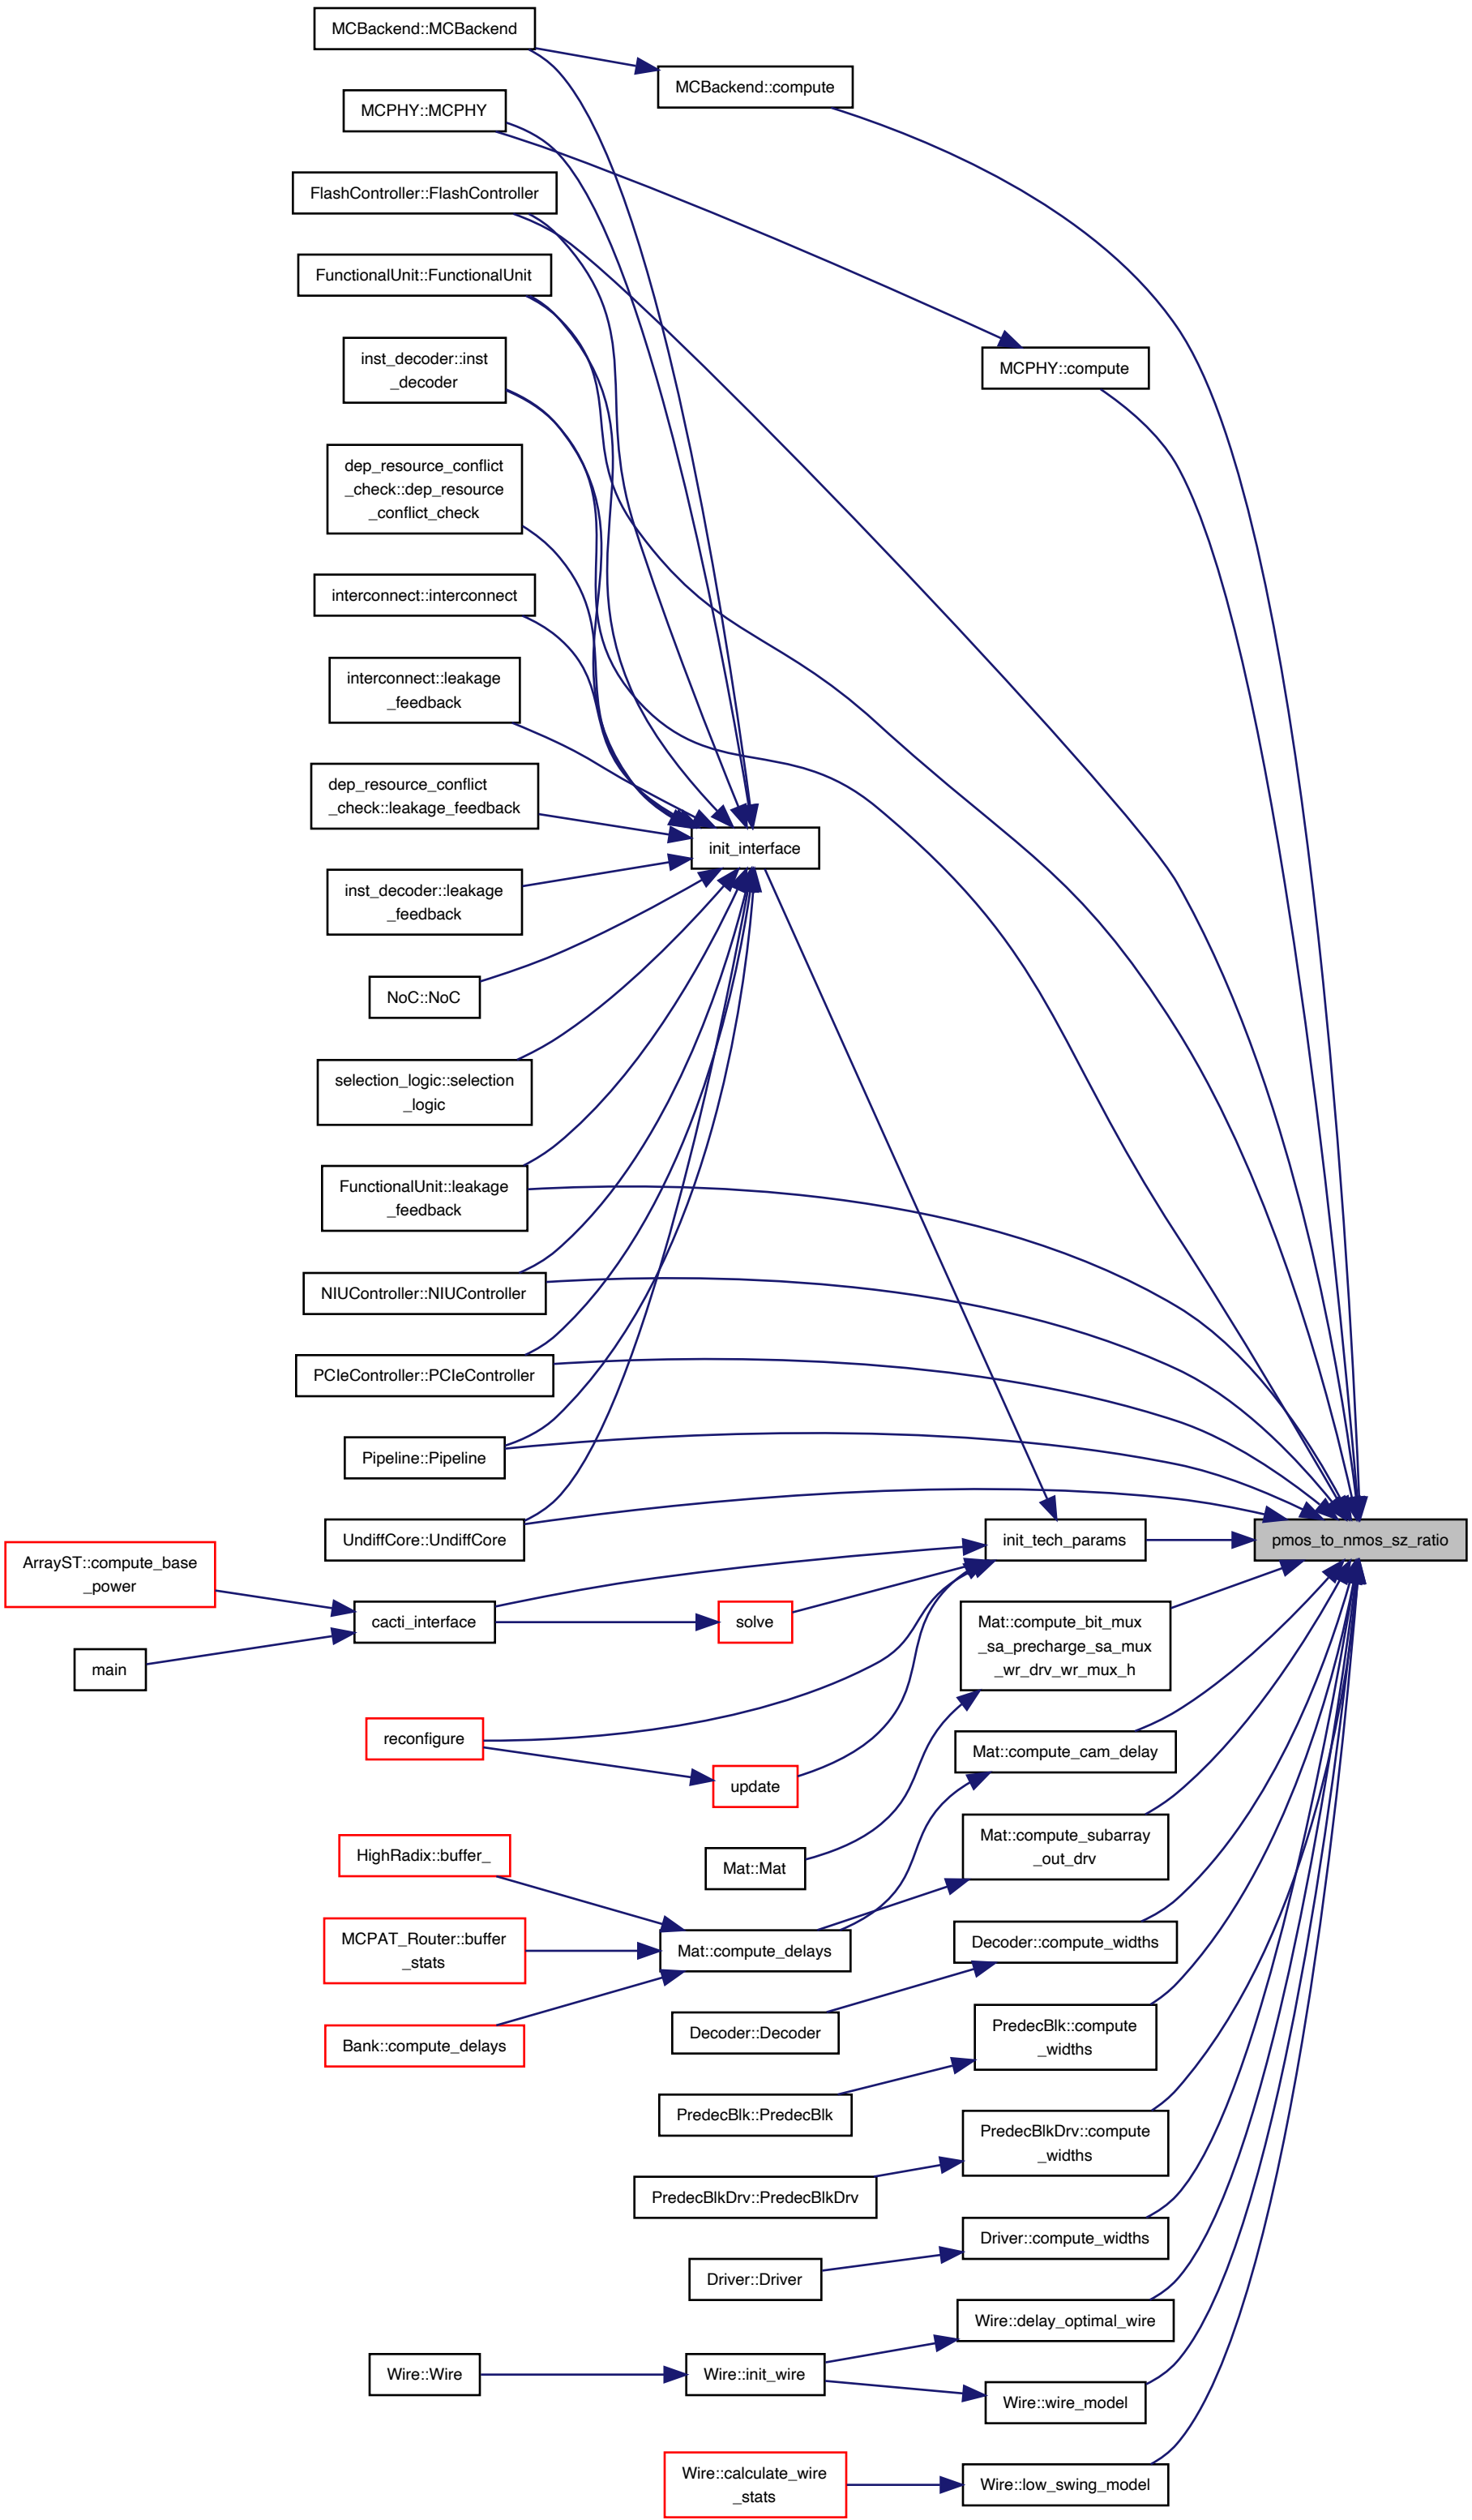 MCBackend::MCBackend
MCBackend::compute
MCPHY::MCPHY
FlashController::FlashController
FunctionalUnit::FunctionalUnit
inst_decoder::inst
_decoder
MCPHY::compute
dep_resource_conflict
_check::dep_resource
_conflict_check
interconnect::interconnect
interconnect::leakage
_feedback
dep_resource_conflict
_check::leakage_feedback
init_interface
inst_decoder::leakage
_feedback
NoC::NoC
selection_logic::selection
_logic
FunctionalUnit::leakage
_feedback
NIUController::NIUController
PCIeController::PCIeController
Pipeline::Pipeline
UndiffCore::UndiffCore
init_tech_params
pmos_to_nmos_sz_ratio
ArrayST::compute_base
_power
cacti_interface
solve
main
Mat::compute_bit_mux
_sa_precharge_sa_mux
_wr_drv_wr_mux_h
reconfigure
Mat::compute_cam_delay
update
HighRadix::buffer_
Mat::Mat
Mat::compute_subarray
_out_drv
MCPAT_Router::buffer
_stats
Mat::compute_delays
Decoder::compute_widths
Bank::compute_delays
Decoder::Decoder
PredecBlk::compute
_widths
PredecBlk::PredecBlk
PredecBlkDrv::compute
_widths
PredecBlkDrv::PredecBlkDrv
Driver::compute_widths
Driver::Driver
Wire::delay_optimal_wire
Wire::Wire
Wire::init_wire
Wire::wire_model
Wire::calculate_wire
_stats
Wire::low_swing_model